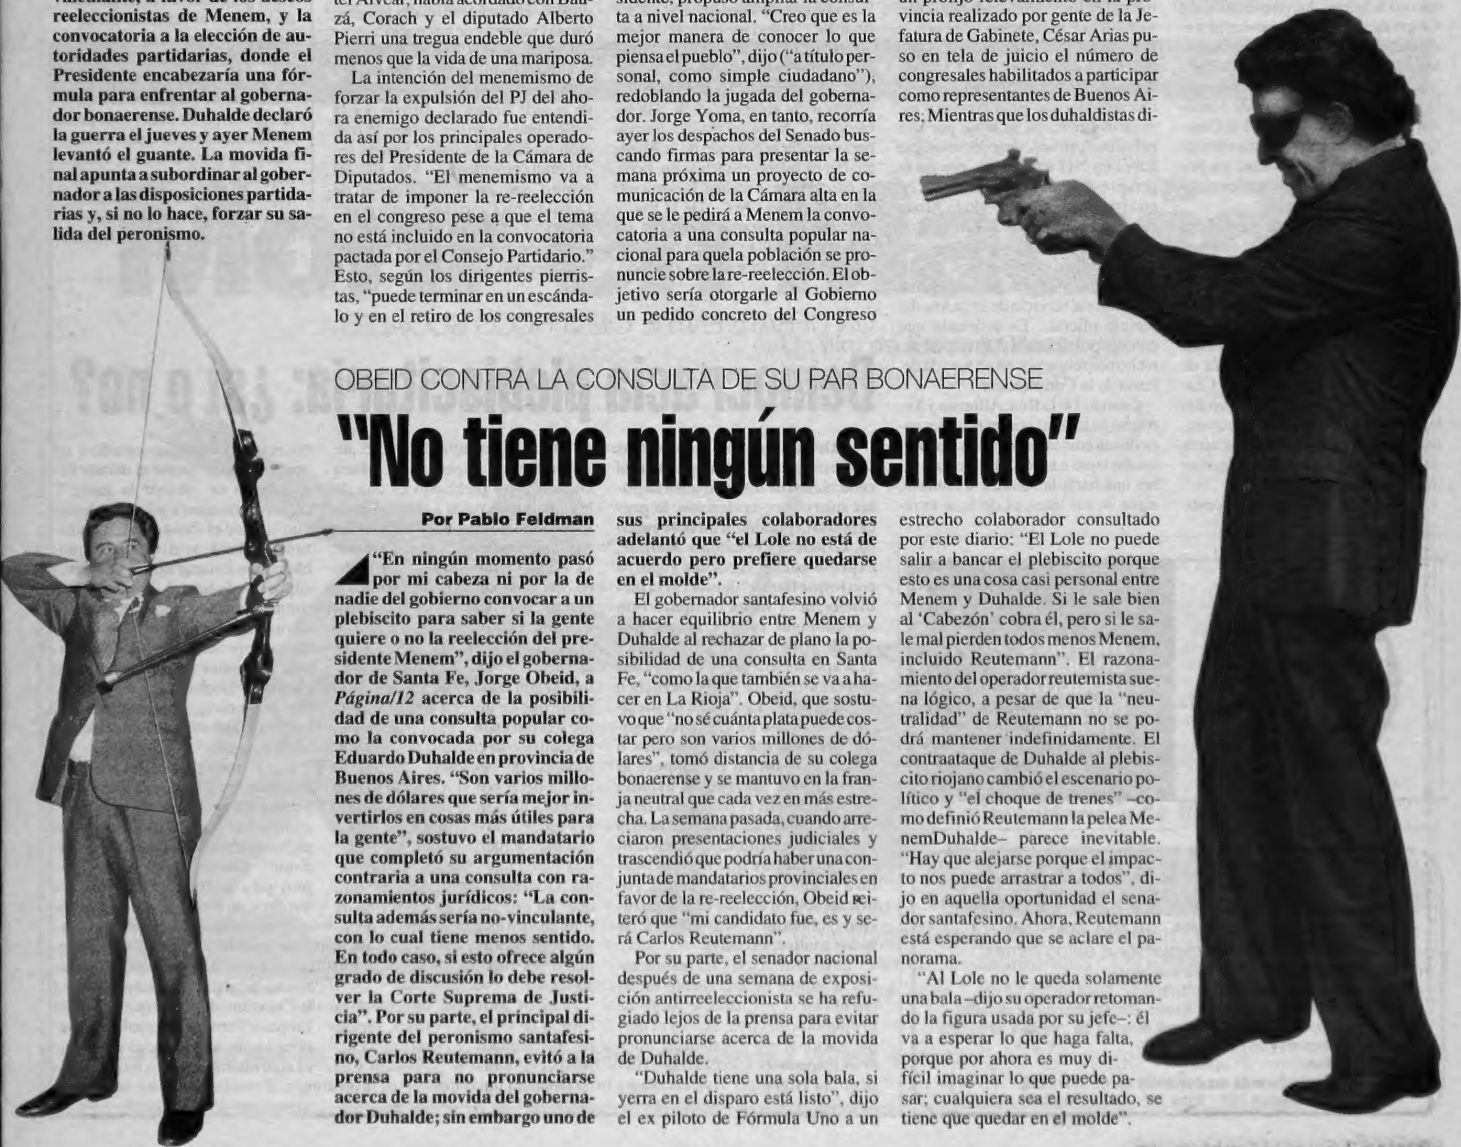 reeleccionistas de Menem, y la
convocatoria a la elección de au-
toridades partidarias, donde el
Presidente encabezaría una fór-
mula para enfrentar al goberna-
dor bonaerense. Duhalde declaró
la guerra el jueves y ayer Menem
levantó el guante. La movida fi-
nal apunta a subordinar al gober-
nador a las disposiciones partida-
rias y, si no lo hace, forzar su sa-
lida del peronismo.
zá, Corach y el diputado Alberto
Pierri una tregua endeble que duró
menos que la vida de una mariposa.
La intención del menemismo de
forzar la expulsión del PJ del aho-
ra enemigo declarado fue entendi-
da así por los principales operado-
res del Presidente de la Cámara de
Diputados. “El menemismo va a
tratar de imponer la re-reelección
en el congreso pese a que el tema
no está incluido en la convocatoria
pactada por el Consejo Partidario.”
Esto, según los dirigentes pierris-
tas, “puede terminar en un escánda-
lo y en el retiro de los congresales
ta a nivel nacional. “Creo que es la
mejor manera de conocer lo que
piensa el pueblo”, dijo (“a título per-
sonal, como simple ciudadano”),
redoblando la jugada del goberna-
dor. Jorge Yoma, en tanto, recorría
ayer los despachos del Senado bus-
cando firmas para presentar la se-
mana próxima un proyecto de co-
municación de la Cámara alta en la
que se le pedirá a Menem la convo-
catoria a una consulta popular na-
cional para quela población se pro-
nuncie sobre la re-reelección. El ob-
jetivo sería otorgarle al Gobierno
un pedido concreto del Congreso
vincia realizado por gente de la Je-
fatura de Gabinete, César Arias pu-
so en tela de juicio el número de
congresales habilitados a participar
como representantes de Buenos Ai-
res; Mientras que los duhaldistas di-
OBEID CONTRA LA CONSULTA DE SU PAR BONAERENSE
"No tiene ningún sentido"
Por Pablo Feldman
“En ningún momento pasó
por mi cabeza ni por la de
nadie del gobierno convocar a un
plebiscito para saber si la gente
quiere o no la reelección del pre-
sidente Menem”, dijo el goberna-
dor de Santa Fe, Jorge Obeid, a
Página/12 acerca de la posibili-
dad de una consulta popular co-
mo la convocada por su colega
Eduardo Duhalde en provincia de
Buenos Aires. “Son varios millo-
nes de dólares que sería mejor in-
vertirlos en cosas más útiles para
la gente”, sostuvo el mandatario
que completó su argumentación
contraria a una consulta con ra-
zonamientos jurídicos: “La con-
sulta además sería no-vinculante,
con lo cual tiene menos sentido.
En todo caso, si esto ofrece algún
grado de discusión lo debe resol-
ver la Corte Suprema de Justi-
cia”. Por su parte, el principal di-
rigente del peronismo santafesi-
no, Carlos Reutemann, evitó a la
prensa para no pronunciarse
acerca de la movida del goberna-
dor Duhalde; sin embargo uno de
sus principales colaboradores
adelantó que “el Lole no está de
acuerdo pero prefiere quedarse
en el molde”.
El gobernador santafesino volvió
a hacer equilibrio entre Menem y
Duhalde al rechazar de plano la po-
sibilidad de una consulta en Santa
Fe, “como la que también se va a ha-
cer en La Rioja”. Obeid, que sostu-
vo que “no sé cuánta plata puede cos-
tar pero son varios millones de dó-
lares”, tomó distancia de su colega
bonaerense y se mantuvo en la fran-
ja neutral que cada vez en más estre-
cha. La semana pasada, cuando arre-
ciaron presentaciones judiciales y
trascendió que podría haber una con-
junta de mandatarios provinciales en
favor de la re-reelección, Obeid rei-
teró que “mi candidato fue, es y se-
rá Carlos Reutemann”.
Por su parte, el senador nacional
después de una semana de exposi-
ción antirreeleccionista se ha refu-
giado lejos de la prensa para evitar
pronunciarse acerca de la movida
de Duhalde.
“Duhalde tiene una sola bala, si
yerra en el disparo está listo”, dijo
el ex piloto de Fórmula Uno a un
estrecho colaborador consultado
por este diario: “El Lole no puede
salir a bancar el plebiscito porque
esto es una cosa casi personal entre
Menem y Duhalde. Si le sale bien
al ‘Cabezón’ cobra él, pero si le sa-
le mal pierden todos menos Menem,
incluido Reutemann”. El razona-
miento del operador reutemista sue-
na lógico, a pesar de que la “neu-
tralidad” de Reutemann no se po-
drá mantener indefinidamente. El
contraataque de Duhalde al plebis-
cito riojano cambió el escenario po-
lítico y “el choque de trenes” –co-
mo definió Reutemann la pelea Me-
nemDuhalde– parece inevitable.
“Hay que alejarse porque el impac-
to nos puede arrastrar a todos”, di-
jo en aquella oportunidad el sena-
dor santafesino. Ahora, Reutemann
está esperando que se aclare el pa-
norama.
“Al Lole no le queda solamente
una bala –dijo su operador retoman-
do la figura usada por su jefe–: él
va a esperar lo que haga falta,
porque por ahora es muy di-
fícil imaginar lo que puede pa-
sar; cualquiera sea el resultado, se
tiene que quedar en el molde”.